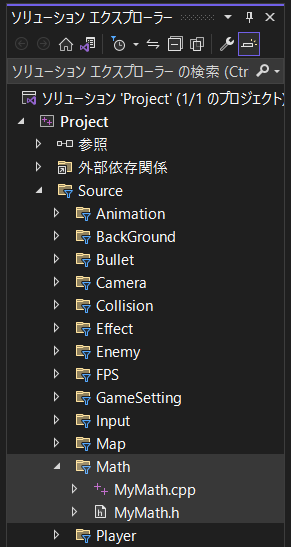 ソリューション エクスプローラー
ソリューション エクスプローラー の検索 (Ctr
ソリューション 'Project' (1/1 のプロジェクト)
Project
参照
外部依存関係
Source
Animation
BackGround
Bullet
Camera
Collision
Effect
Enemy
FPS
GameSetting
Input
Map
Math
MyMath.cpp
MyMath.h
Player